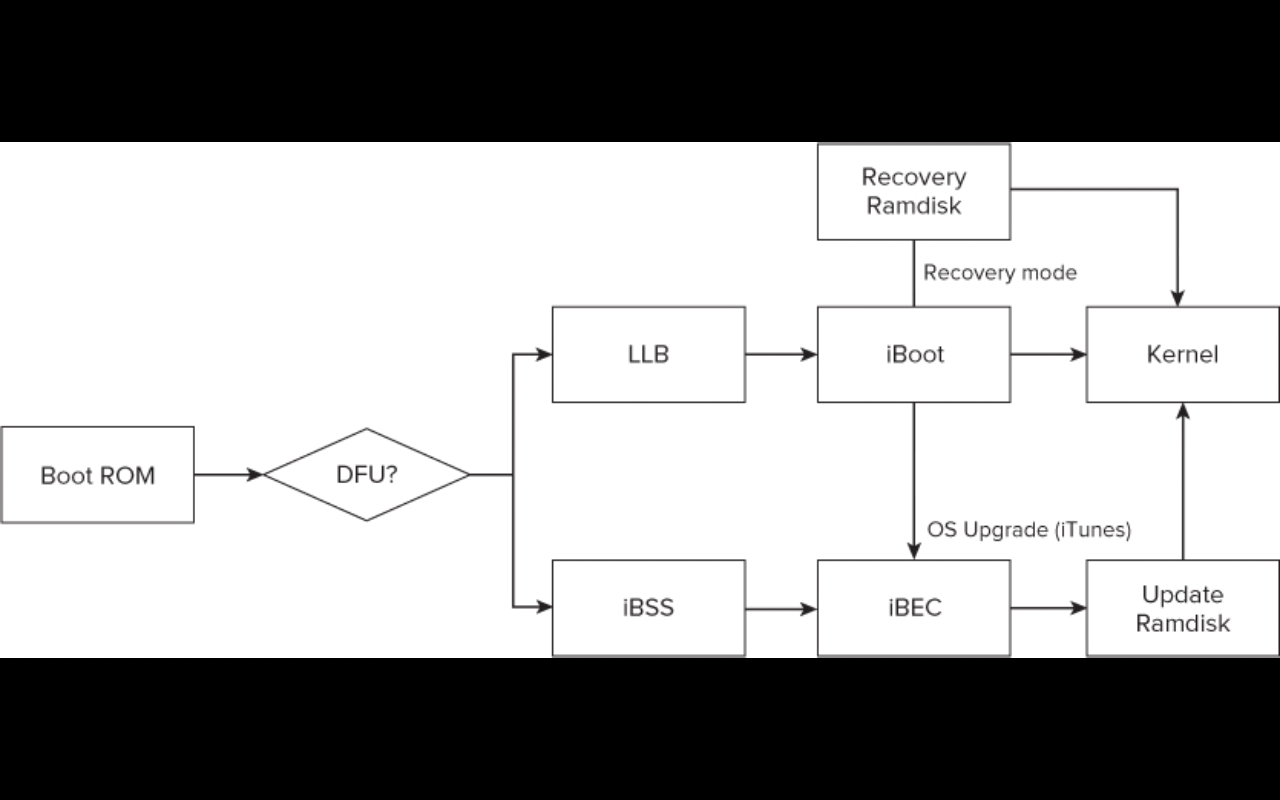 Recovery
Ramdisk
Recovery mode
LLB
iBoot
Kernel
Boot ROM
DFU?
OS Upgrade (iTunes)
iBSS
iBEC
Update
Ramdisk